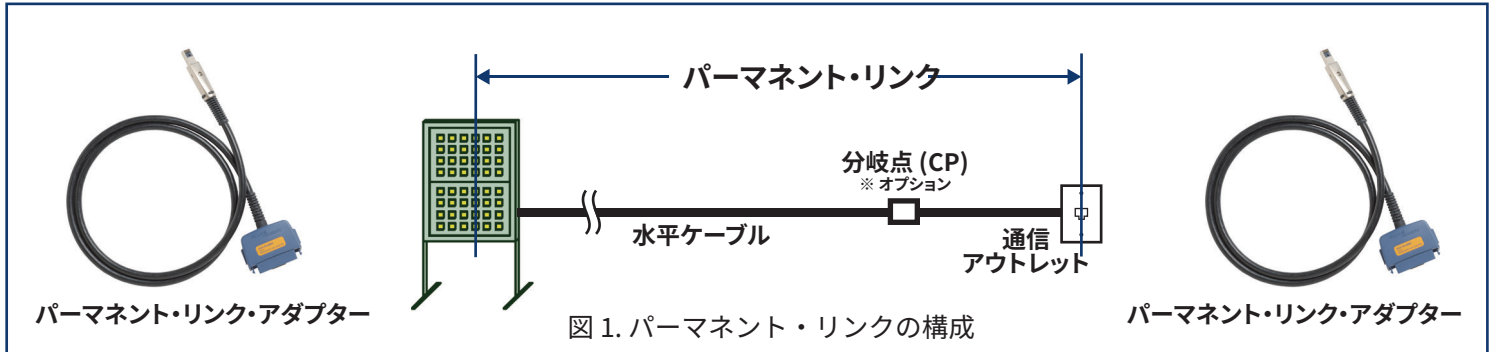 パーマネント・リンク
分岐点 (CP)
※ オプション
水平ケーブル
通信
アウトレット
パーマネント・リンク・アダプター
図 1. パーマネント・リンクの構成
パーマネント・リンク・アダプター